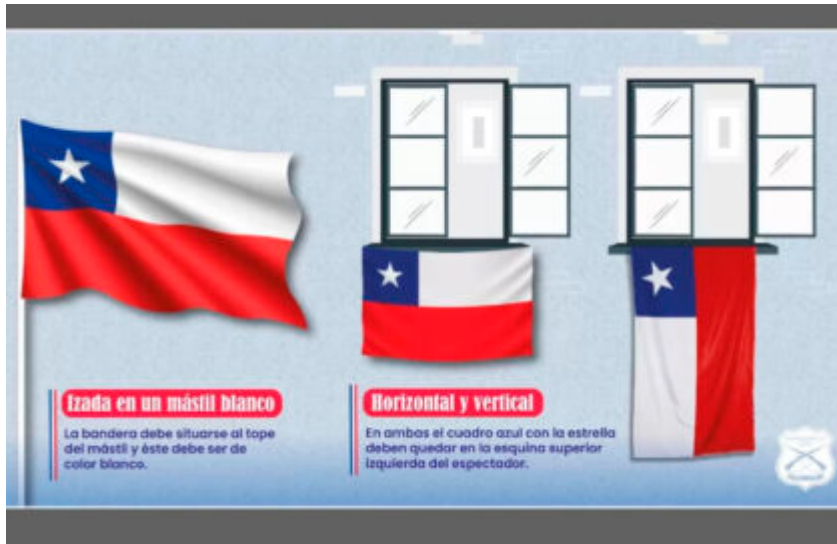 Izada en un mástil blanco
La bandera debe situarse al tope
del mástil y éste debe ser de
color blanco.
Horizontal y vertical
En ambas el cuadro azul con la estrella
deben quedar en la esquina superior
izquierda del espectador.